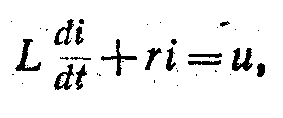 L di/dt + ri = u,